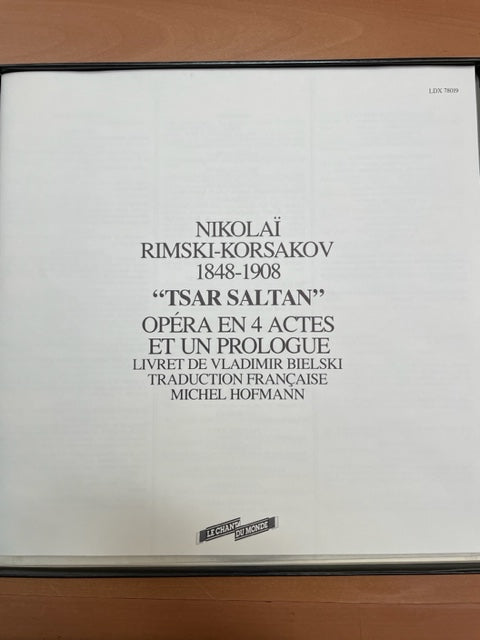 LDX 78019
NIKOLAÏ
RIMSKI-KORSAKOV
1848-1908
“TSAR SALTAN”
OPÉRA EN 4 ACTES
ET UN PROLOGUE
LIVRET DE VLADIMIR BIELSKI
TRADUCTION FRANÇAISE
MICHEL HOFMANN
LE CHANT
DU MONDE